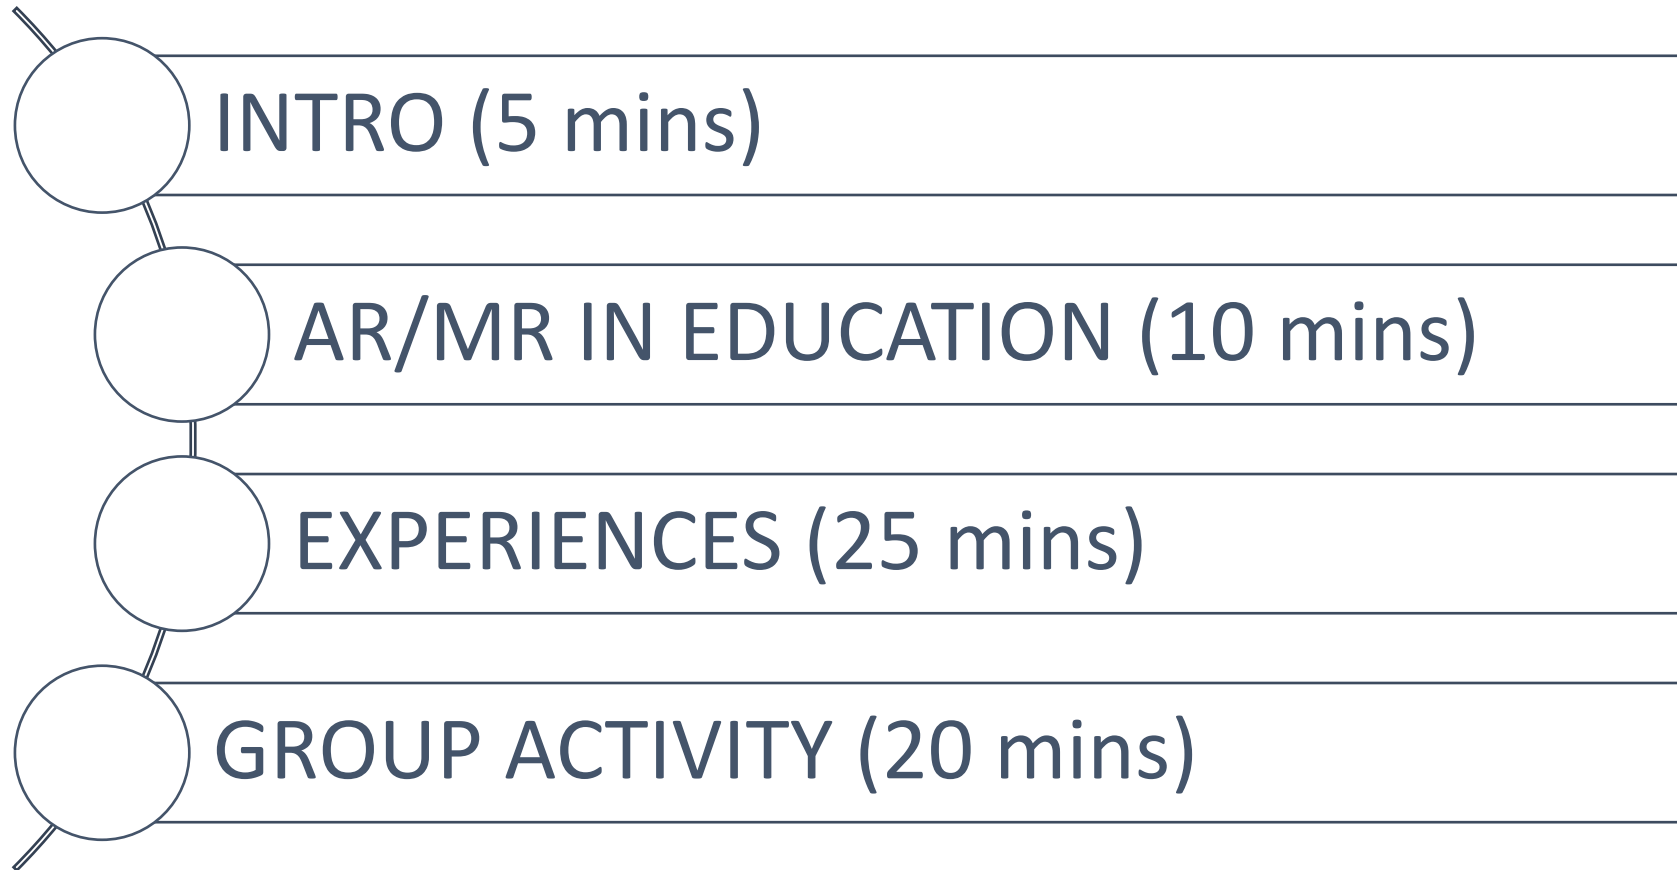 INTRO (5 mins)
AR/MR IN EDUCATION (10 mins)
EXPERIENCES (25 mins)
GROUP ACTIVITY (20 mins)